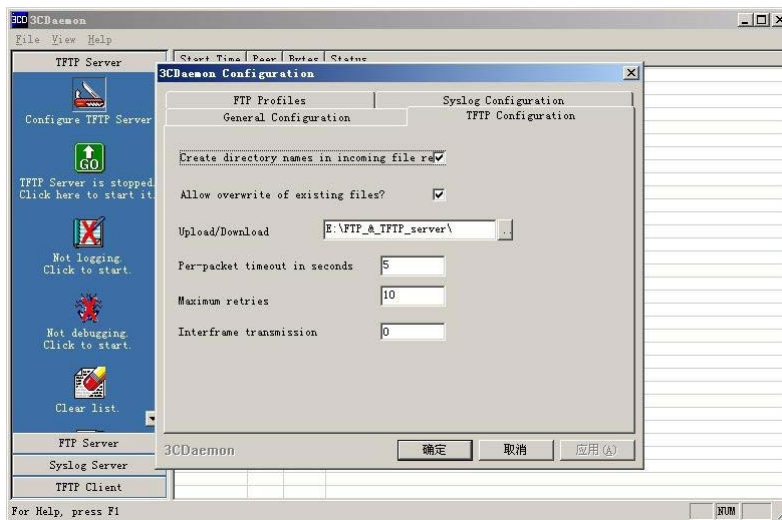 3CD 3CDaemon
File View Help
TFTP Server
Start Time Peer Bytes Status
3CDaemon Configuration
FTP Profiles
Syslog Configuration
General Configuration
TFTP Configuration
Configure TFTP Server
GO
TFTP Server is stopped.
Click here to start it.
Not logging.
Click to start.
Not debugging.
Click to start.
Clear list.
Create directory names in incoming file re
Allow overwrite of existing files?
Upload/Download
E:\FTP_&_TFTP_server\
..
Per-packet timeout in seconds
5
Maximum retries
10
Interframe transmission
0
3CDaemon
确定
取消
应用(A)
FTP Server
Syslog Server
TFTP Client
For Help, press F1
NUM